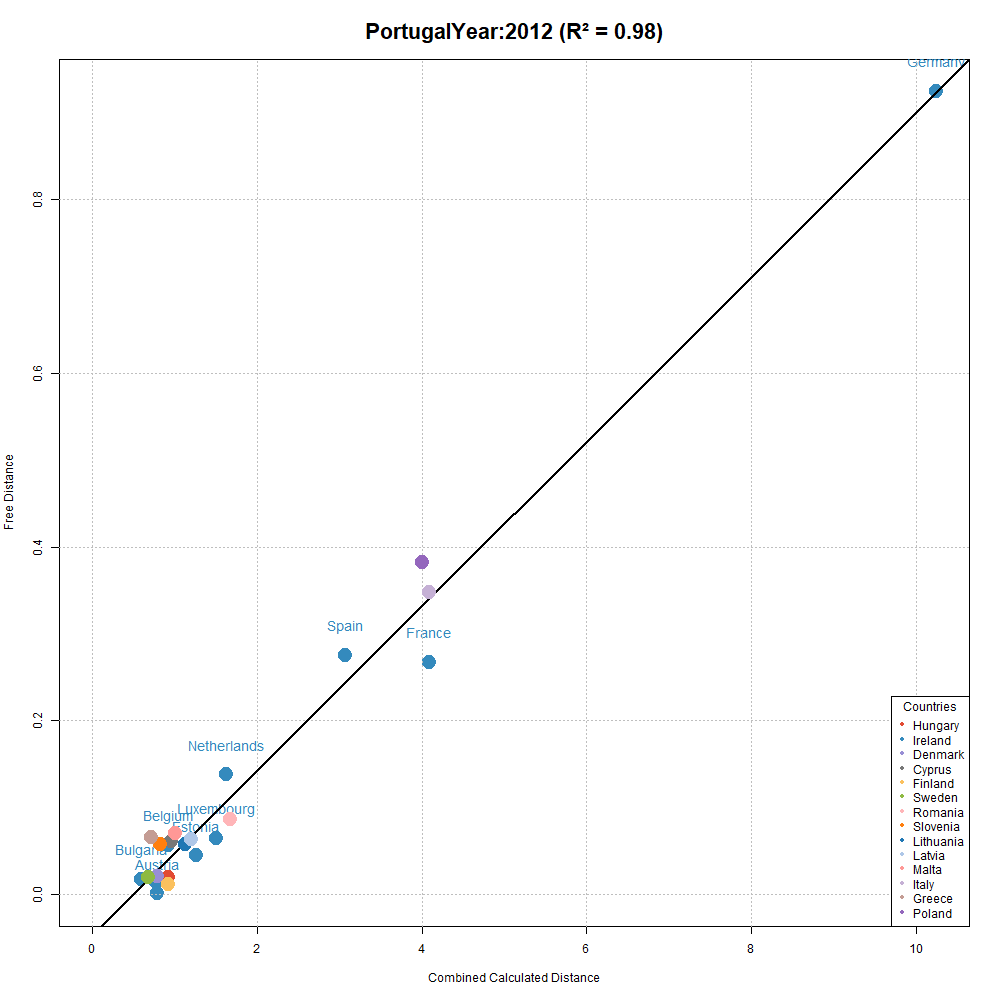 PortugalYear:2012 (R² = 0.98)
Germany
Spain
France
Netherlands
Luxembourg
Belgium
Estonia
Bulgaria
Austria
Free Distance
0.0
0.2
0.4
0.6
0.8
0
2
4
6
8
10
Combined Calculated Distance
Countries
Hungary
Ireland
Denmark
Cyprus
Finland
Sweden
Romania
Slovenia
Lithuania
Latvia
Malta
Italy
Greece
Poland